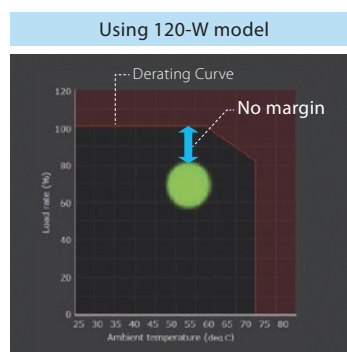 Using 120-W model
Derating Curve
No margin
120
100
80
60
40
20
0
Load rate (%)
25 30 35 40 45 50 55 60 65 70 75 80
Ambient temperature (deg C)